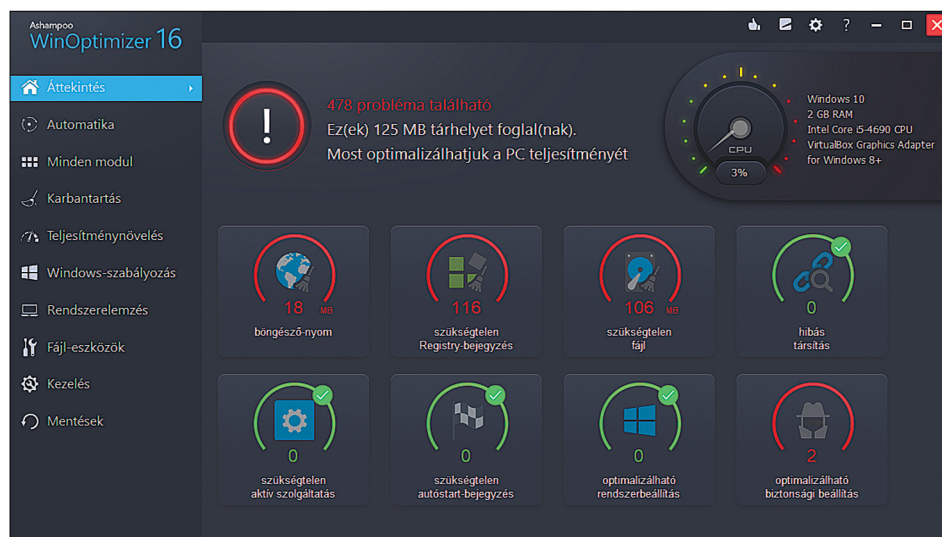 Ashampoo
WinOptimizer 16
?
Áttekintés
Automatika
Minden modul
Karbantartás
Teljesítménynövelés
Windows-szabályozás
Rendszerelemzés
Fájl-eszközök
Kezelés
Mentések
478 probléma található
Ez(ek) 125 MB tárhelyet foglal(nak).
Most optimalizálhatjuk a PC teljesítményét
CPU
3%
Windows 10
2 GB RAM
Intel Core i5-4690 CPU
VirtualBox Graphics Adapter
for Windows 8+
18 MB
böngésző-nyom
116
szükségtelen
Registry-bejegyzés
106 MB
szükségtelen
fájl
0
hibás
társítás
0
szükségtelen
aktív szolgáltatás
0
szükségtelen
autóstart-bejegyzés
0
optimalizálható
rendszerbeállítás
2
optimalizálható
biztonsági beállítás